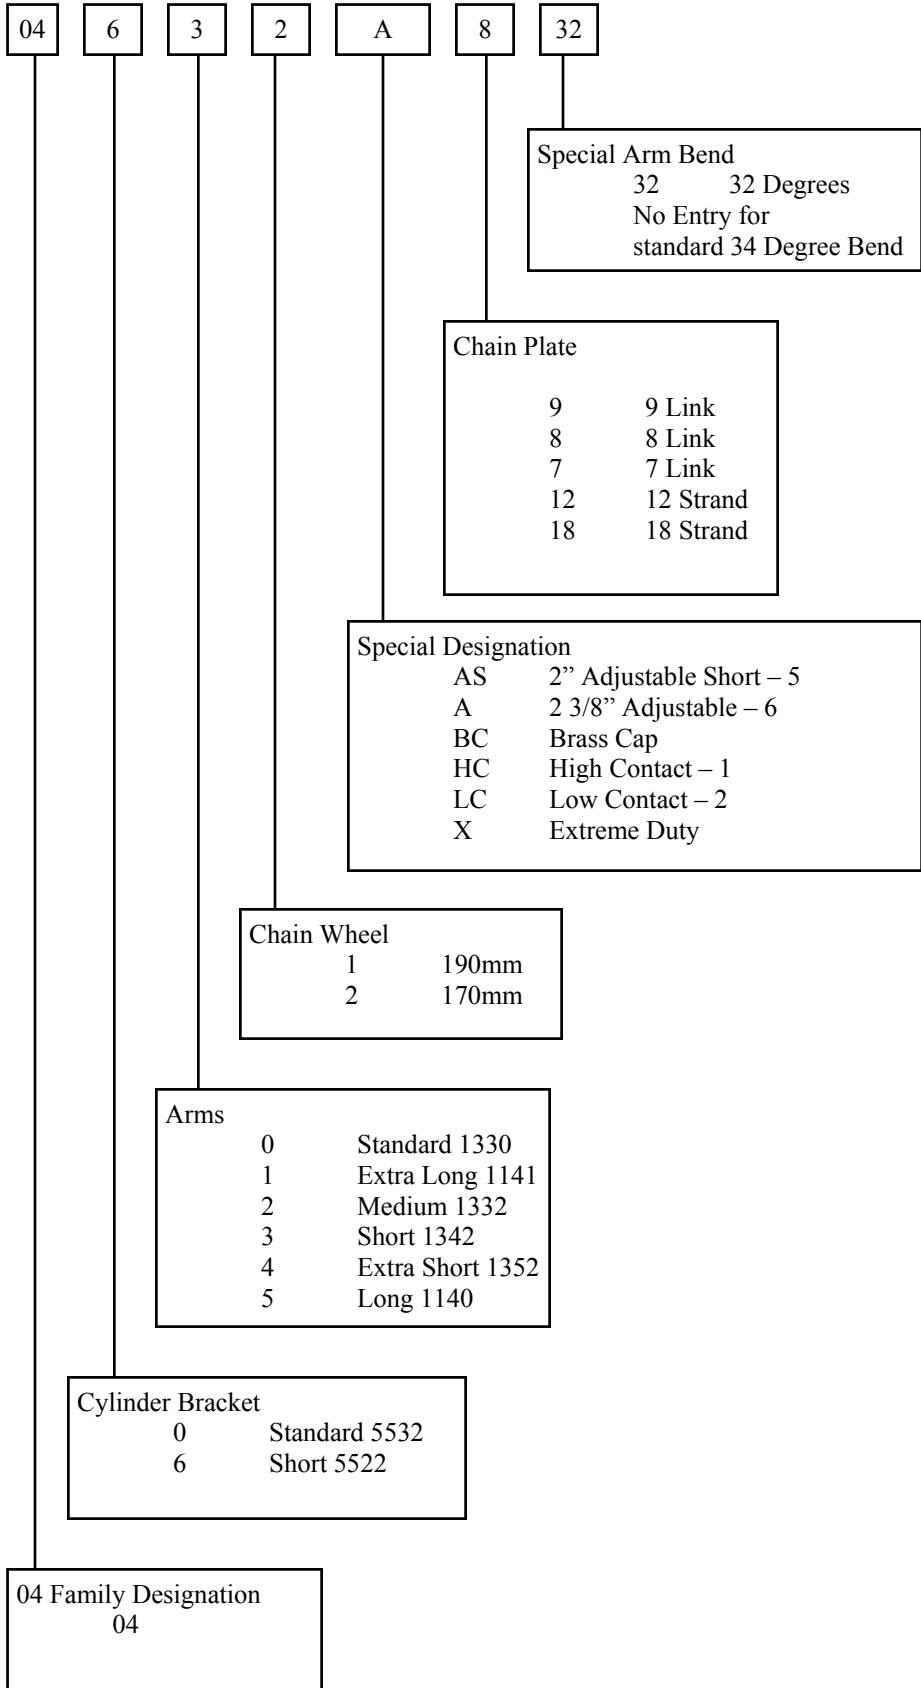 04 6 3 2 A 8 32
Special Arm Bend
32 32 Degrees
No Entry for
standard 34 Degree Bend
Chain Plate
9 9 Link
8 8 Link
7 7 Link
12 12 Strand
18 18 Strand
Special Designation
AS 2” Adjustable Short – 5
A 2 3/8” Adjustable – 6
BC Brass Cap
HC High Contact – 1
LC Low Contact – 2
X Extreme Duty
Chain Wheel
1 190mm
2 170mm
Arms
0 Standard 1330
1 Extra Long 1141
2 Medium 1332
3 Short 1342
4 Extra Short 1352
5 Long 1140
Cylinder Bracket
0 Standard 5532
6 Short 5522
04 Family Designation
04